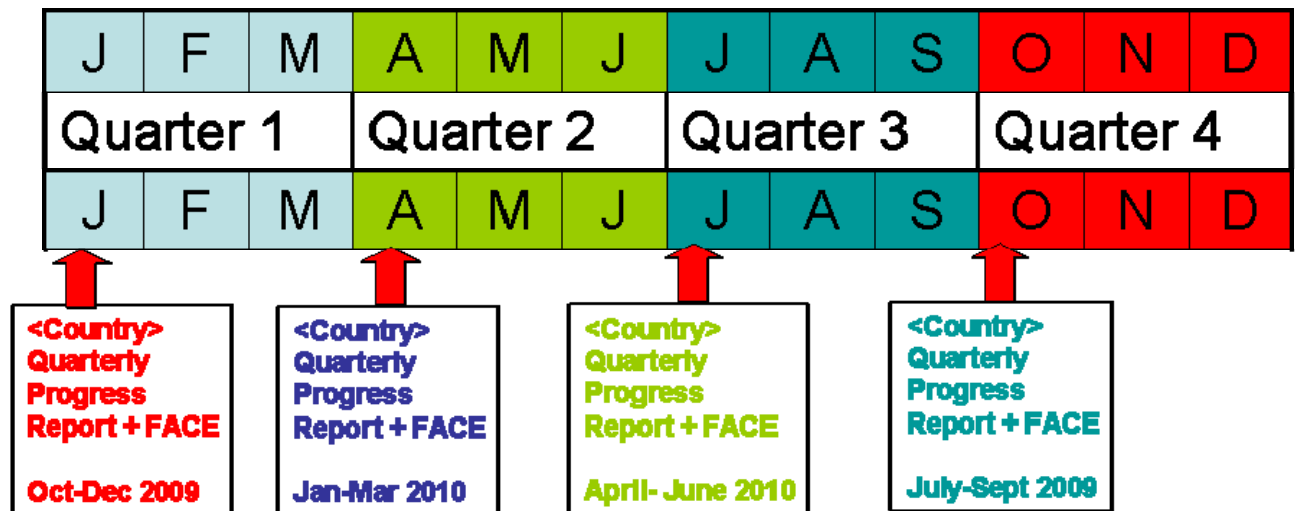 J F M A M J J A S O N D
Quarter 1 Quarter 2 Quarter 3 Quarter 4
J F M A M J J A S O N D
<Country>
Quarterly
Progress
Report + FACE
Oct-Dec 2009
<Country>
Quarterly
Progress
Report + FACE
Jan-Mar 2010
<Country>
Quarterly
Progress
Report + FACE
April- June 2010
<Country>
Quarterly
Progress
Report + FACE
July-Sept 2009